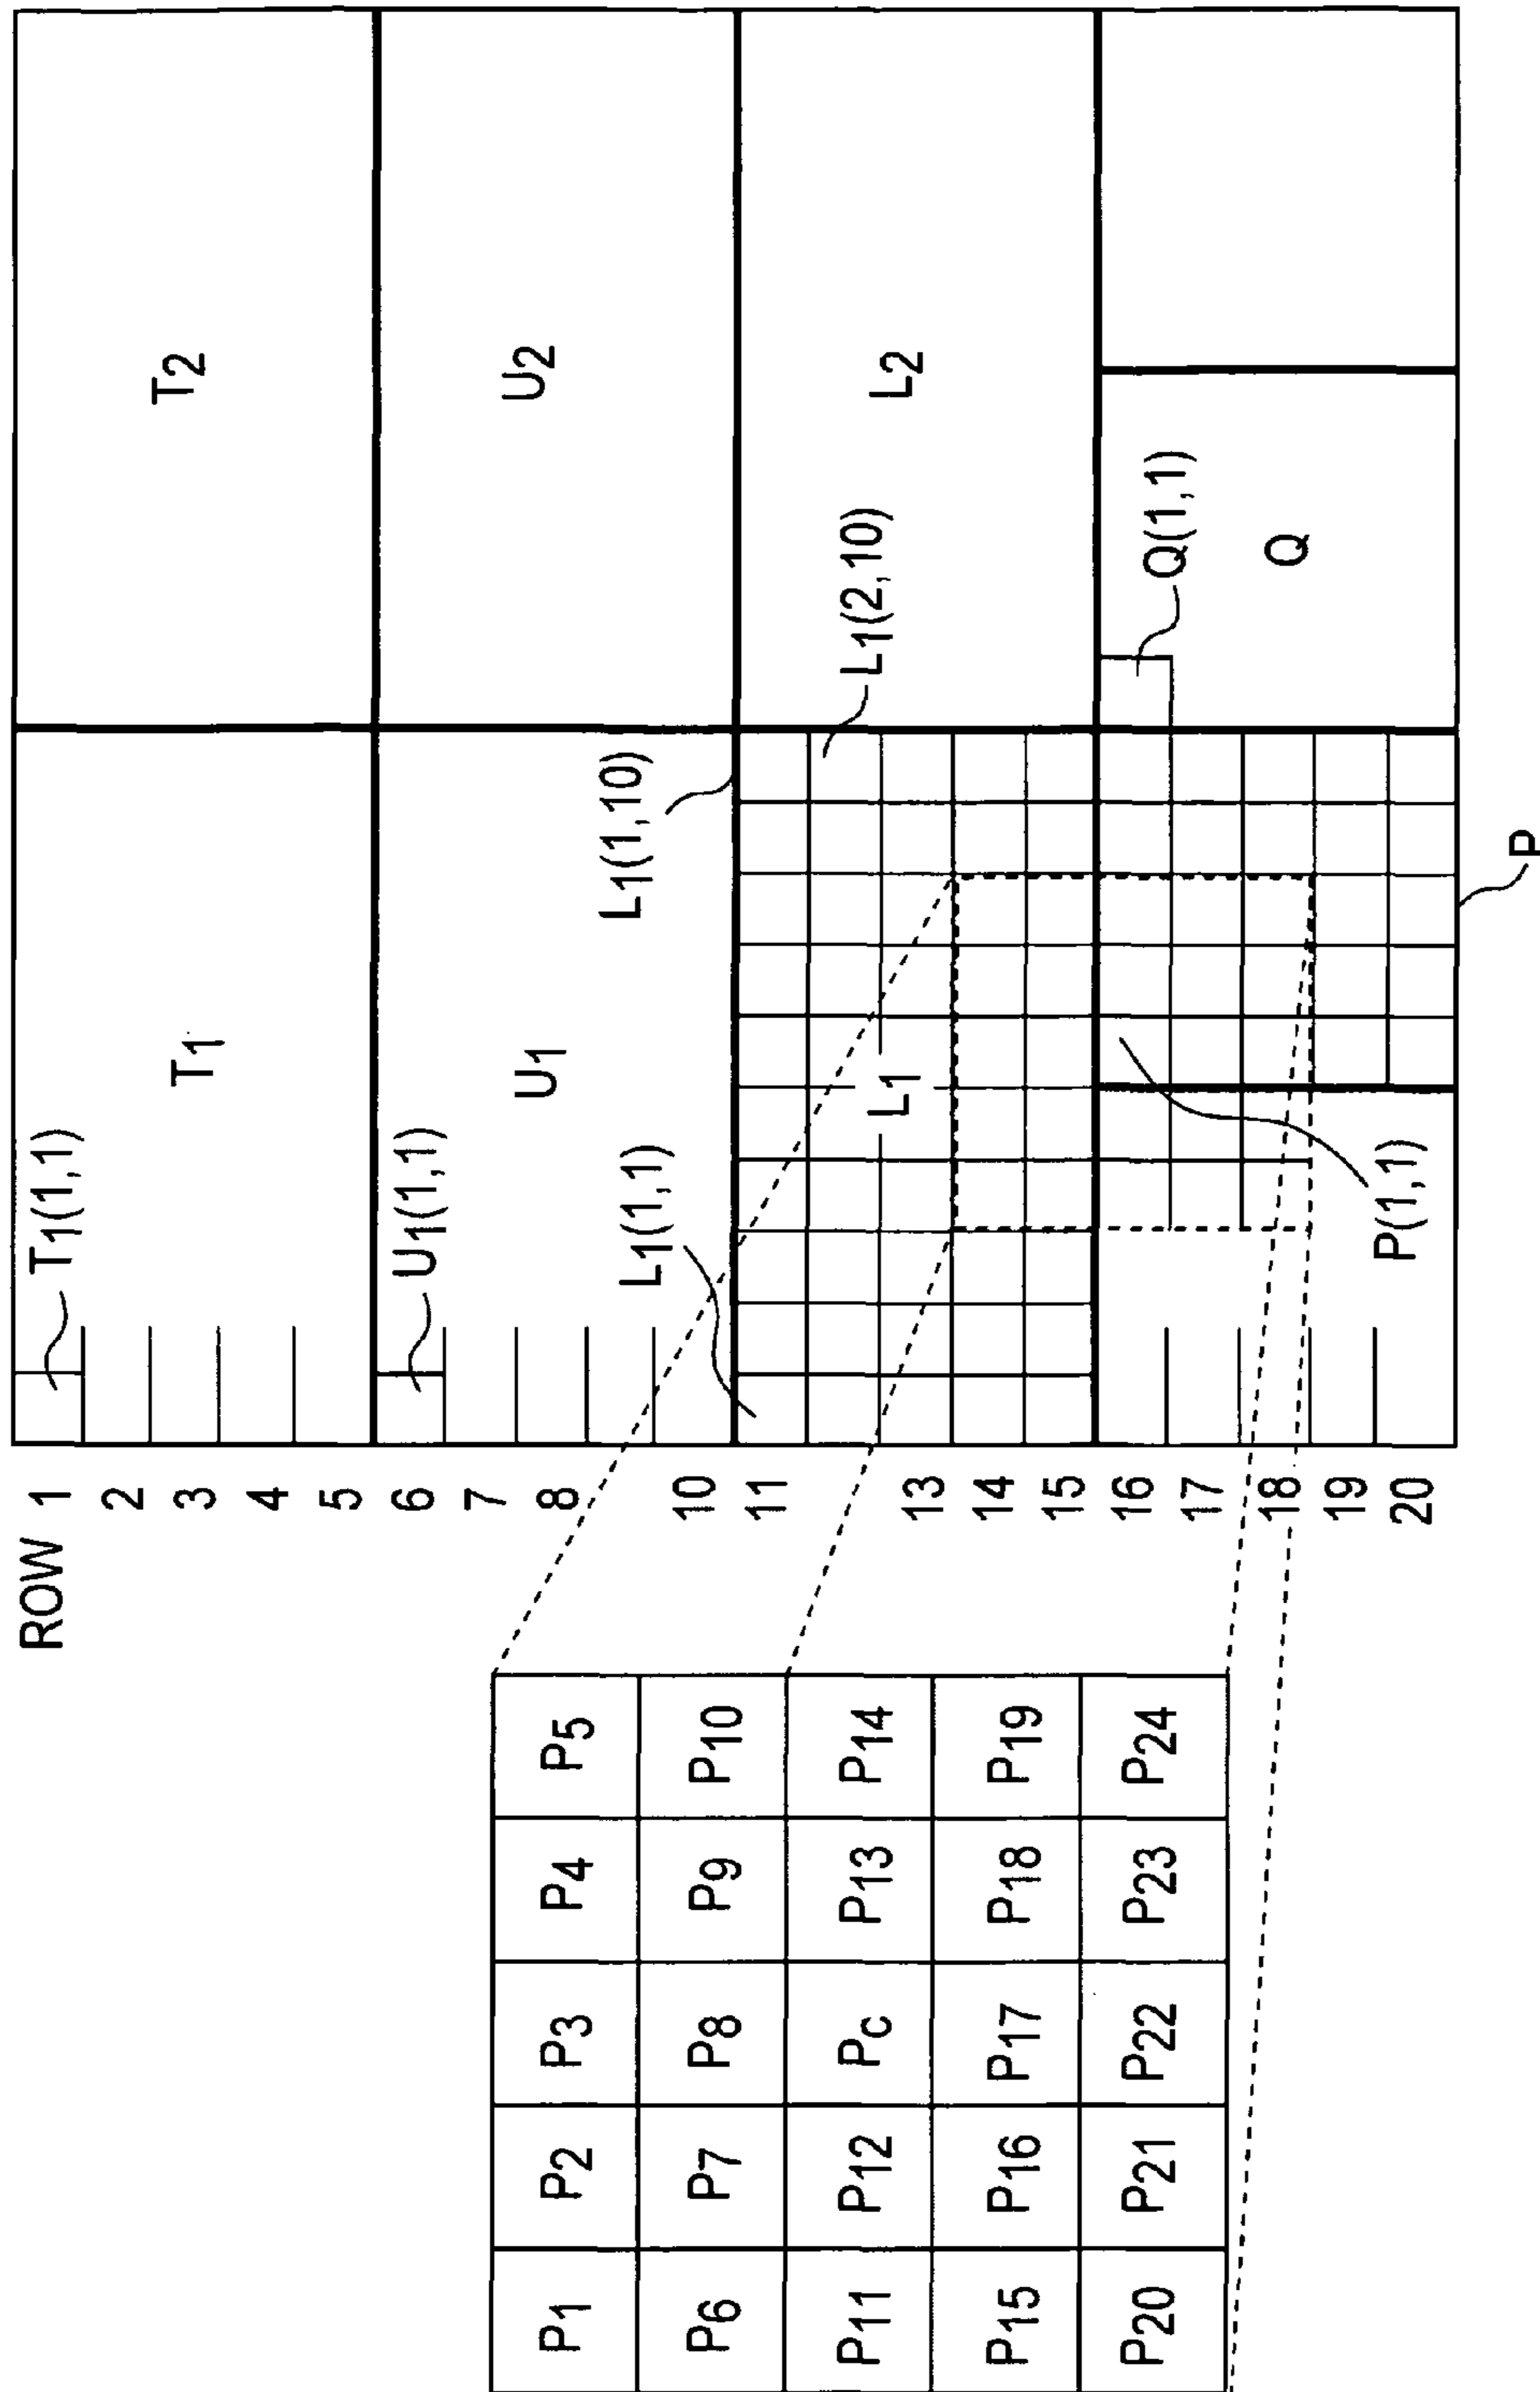 ROW 1 T1(1,1)
2
3 T1 T2
4
5
6 U1(1,1)
7
8 U1 U2
P1 P2 P3 P4 P5
L1(1,1) L1(1,10)
10
P6 P7 P8 P9 P10
11
L1(2,10)
P11 P12 Pc P13 P14
L1 L2
13
14
P15 P16 P17 P18 P19
15
16
P20 P21 P22 P23 P24
Q(1,1)
17
18 Q
19
20
P(1,1)
P